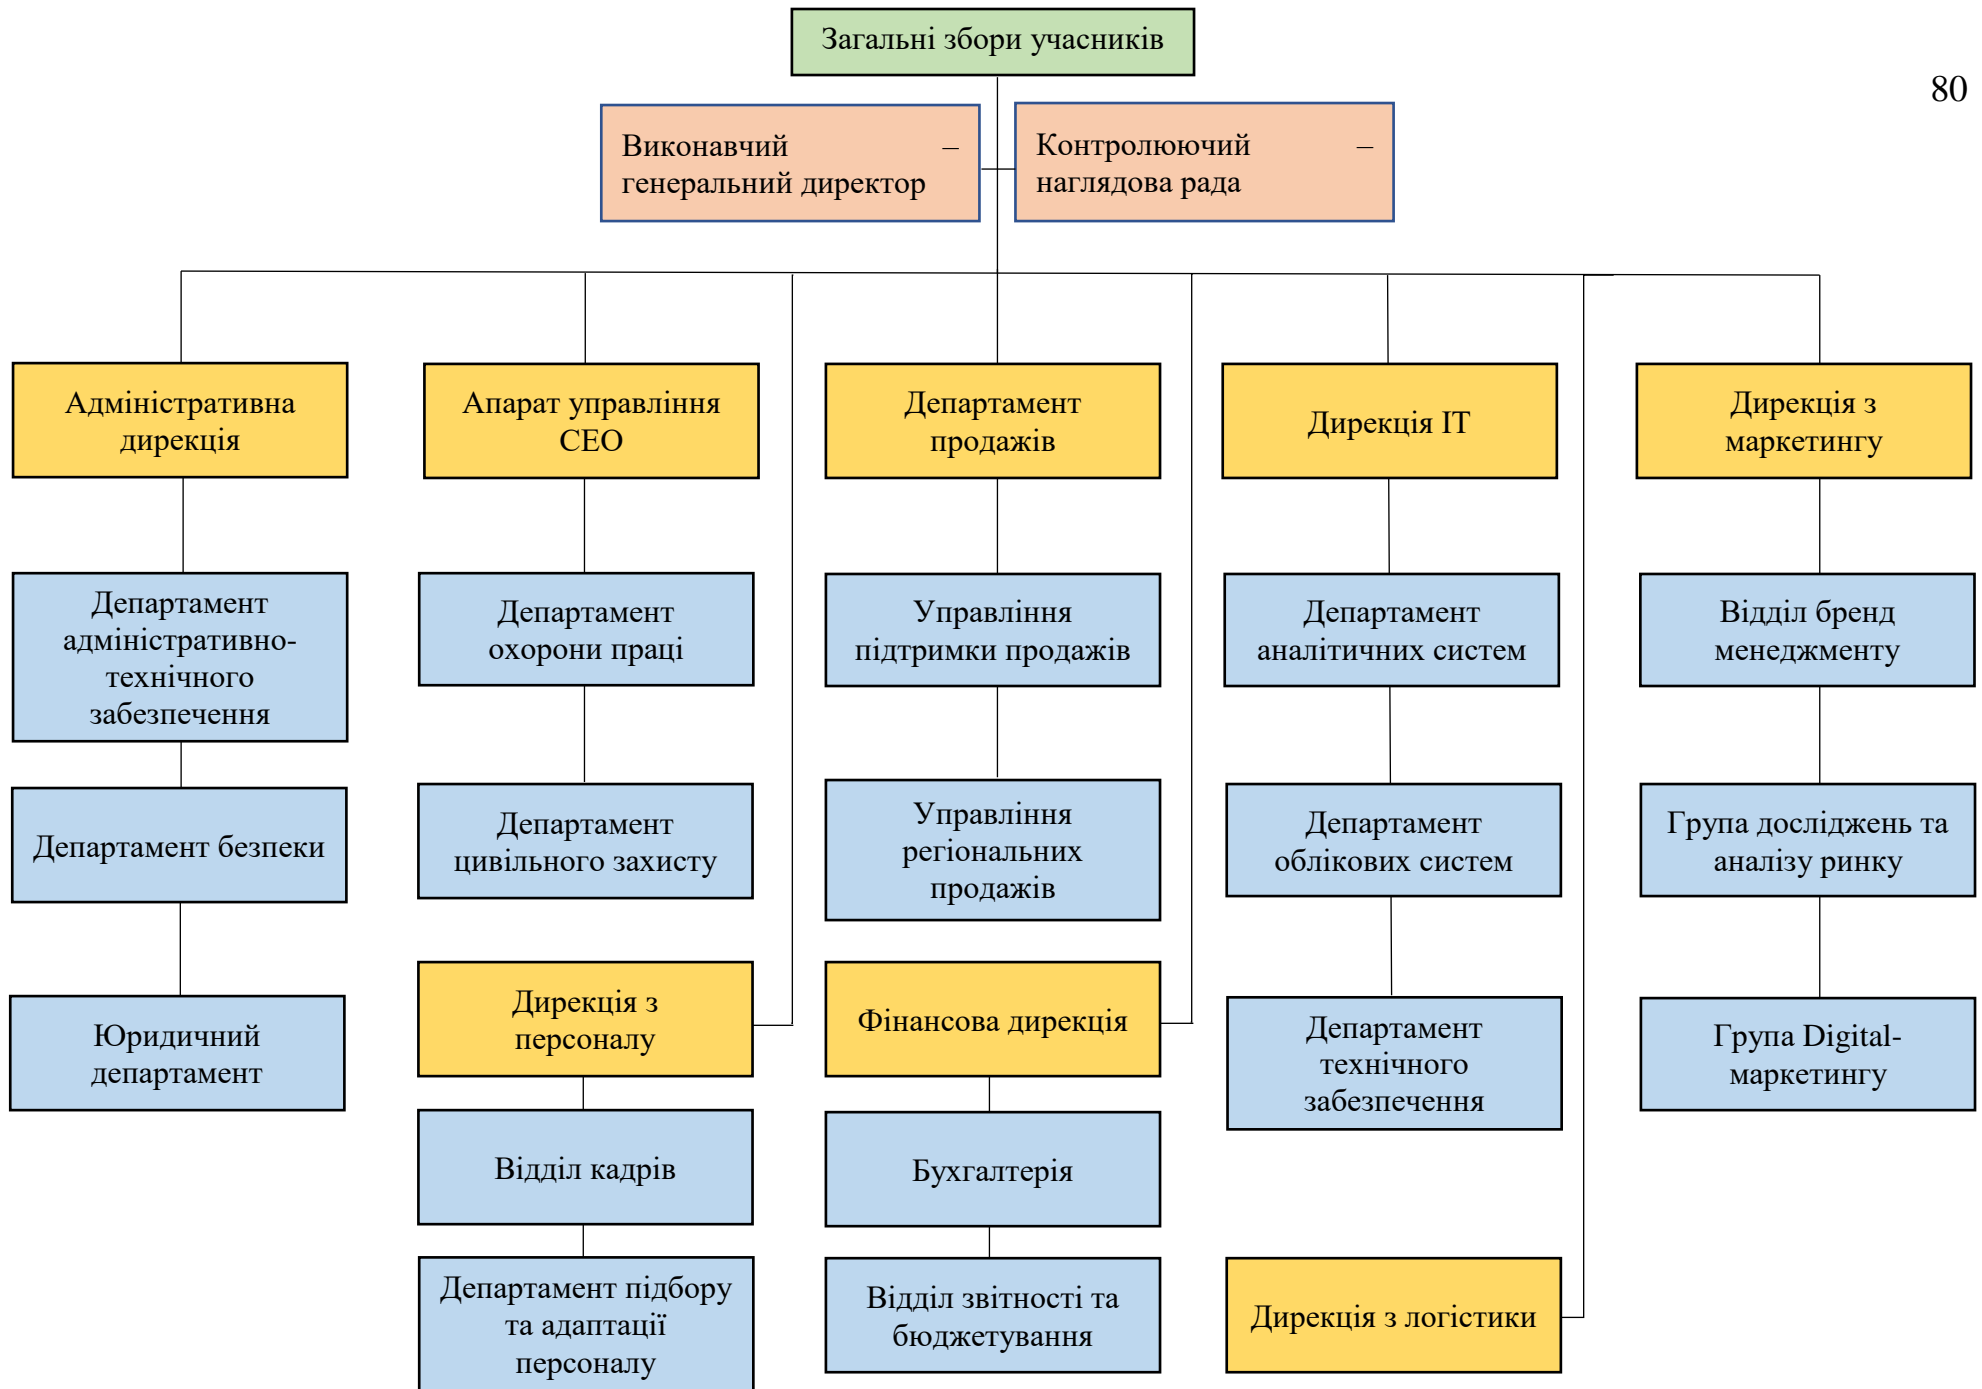 Загальні збори учасників
80
Виконавчий –
генеральний директор
Контролюючий –
наглядова рада
Адміністративна
дирекція
Апарат управління
СЕО
Департамент
продажів
Дирекція ІТ
Дирекція з
маркетингу
Департамент
адміністративно-
технічного
забезпечення
Департамент
охорони праці
Управління
підтримки продажів
Департамент
аналітичних систем
Відділ бренд
менеджменту
Департамент безпеки
Департамент
цивільного захисту
Управління
регіональних
продажів
Департамент
облікових систем
Група досліджень та
аналізу ринку
Юридичний
департамент
Дирекція з
персоналу
Фінансова дирекція
Департамент
технічного
забезпечення
Група Digital-
маркетингу
Відділ кадрів
Бухгалтерія
Департамент підбору
та адаптації
персоналу
Відділ звітності та
бюджетування
Дирекція з логістики